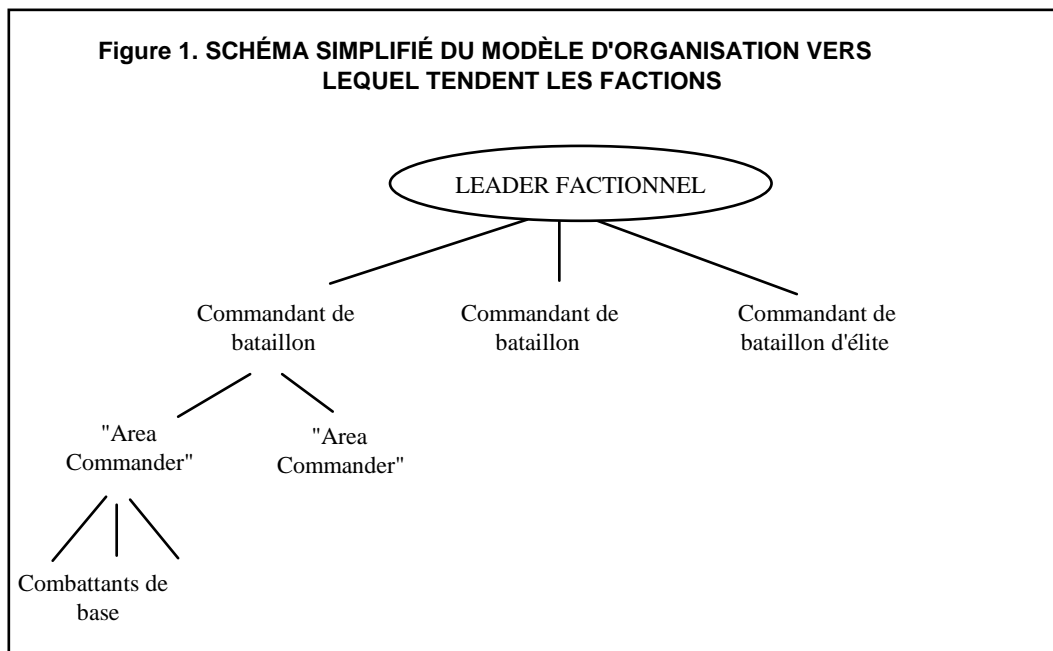 Figure 1. SCHÉMA SIMPLIFIÉ DU MODÈLE D'ORGANISATION VERS
LEQUEL TENDENT LES FACTIONS
LEADER FACTIONNEL
Commandant de
bataillon
Commandant de
bataillon
Commandant de
bataillon d'élite
"Area
Commander"
"Area
Commander"
Combattants de
base